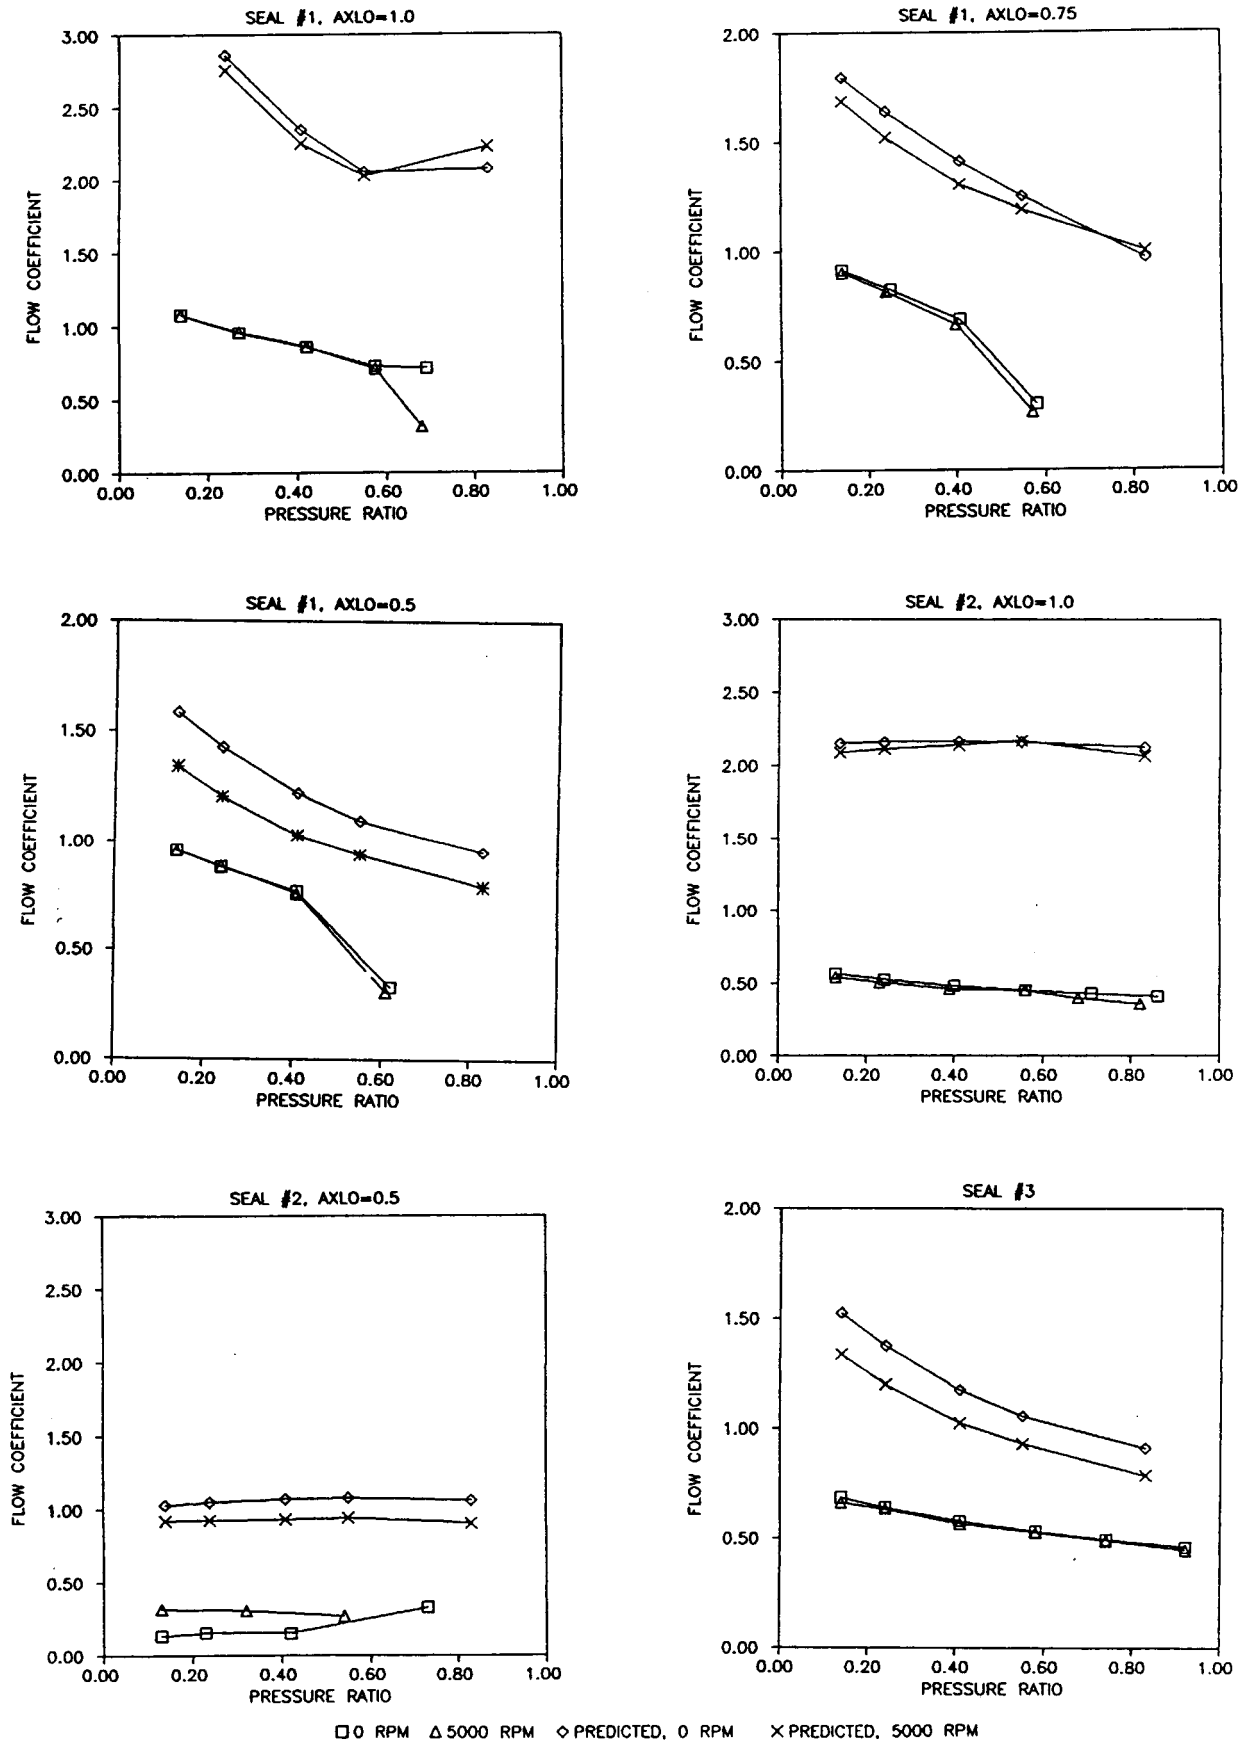 SEAL #1, AXLO=1.0
3.00
2.50
2.00
1.50
1.00
0.50
0.00
FLOW COEFFICIENT
0.00 0.20 0.40 0.60 0.80 1.00
PRESSURE RATIO
SEAL #1, AXLO=0.75
2.00
1.50
1.00
0.50
0.00
FLOW COEFFICIENT
0.00 0.20 0.40 0.60 0.80 1.00
PRESSURE RATIO
SEAL #1, AXLO=0.5
2.00
1.50
1.00
0.50
0.00
FLOW COEFFICIENT
0.00 0.20 0.40 0.60 0.80 1.00
PRESSURE RATIO
SEAL #2, AXLO=1.0
3.00
2.50
2.00
1.50
1.00
0.50
0.00
FLOW COEFFICIENT
0.00 0.20 0.40 0.60 0.80 1.00
PRESSURE RATIO
SEAL #2, AXLO=0.5
3.00
2.50
2.00
1.50
1.00
0.50
0.00
FLOW COEFFICIENT
0.00 0.20 0.40 0.60 0.80 1.00
PRESSURE RATIO
SEAL #3
2.00
1.50
1.00
0.50
0.00
FLOW COEFFICIENT
0.00 0.20 0.40 0.60 0.80 1.00
PRESSURE RATIO
0 RPM 5000 RPM PREDICTED, 0 RPM PREDICTED, 5000 RPM